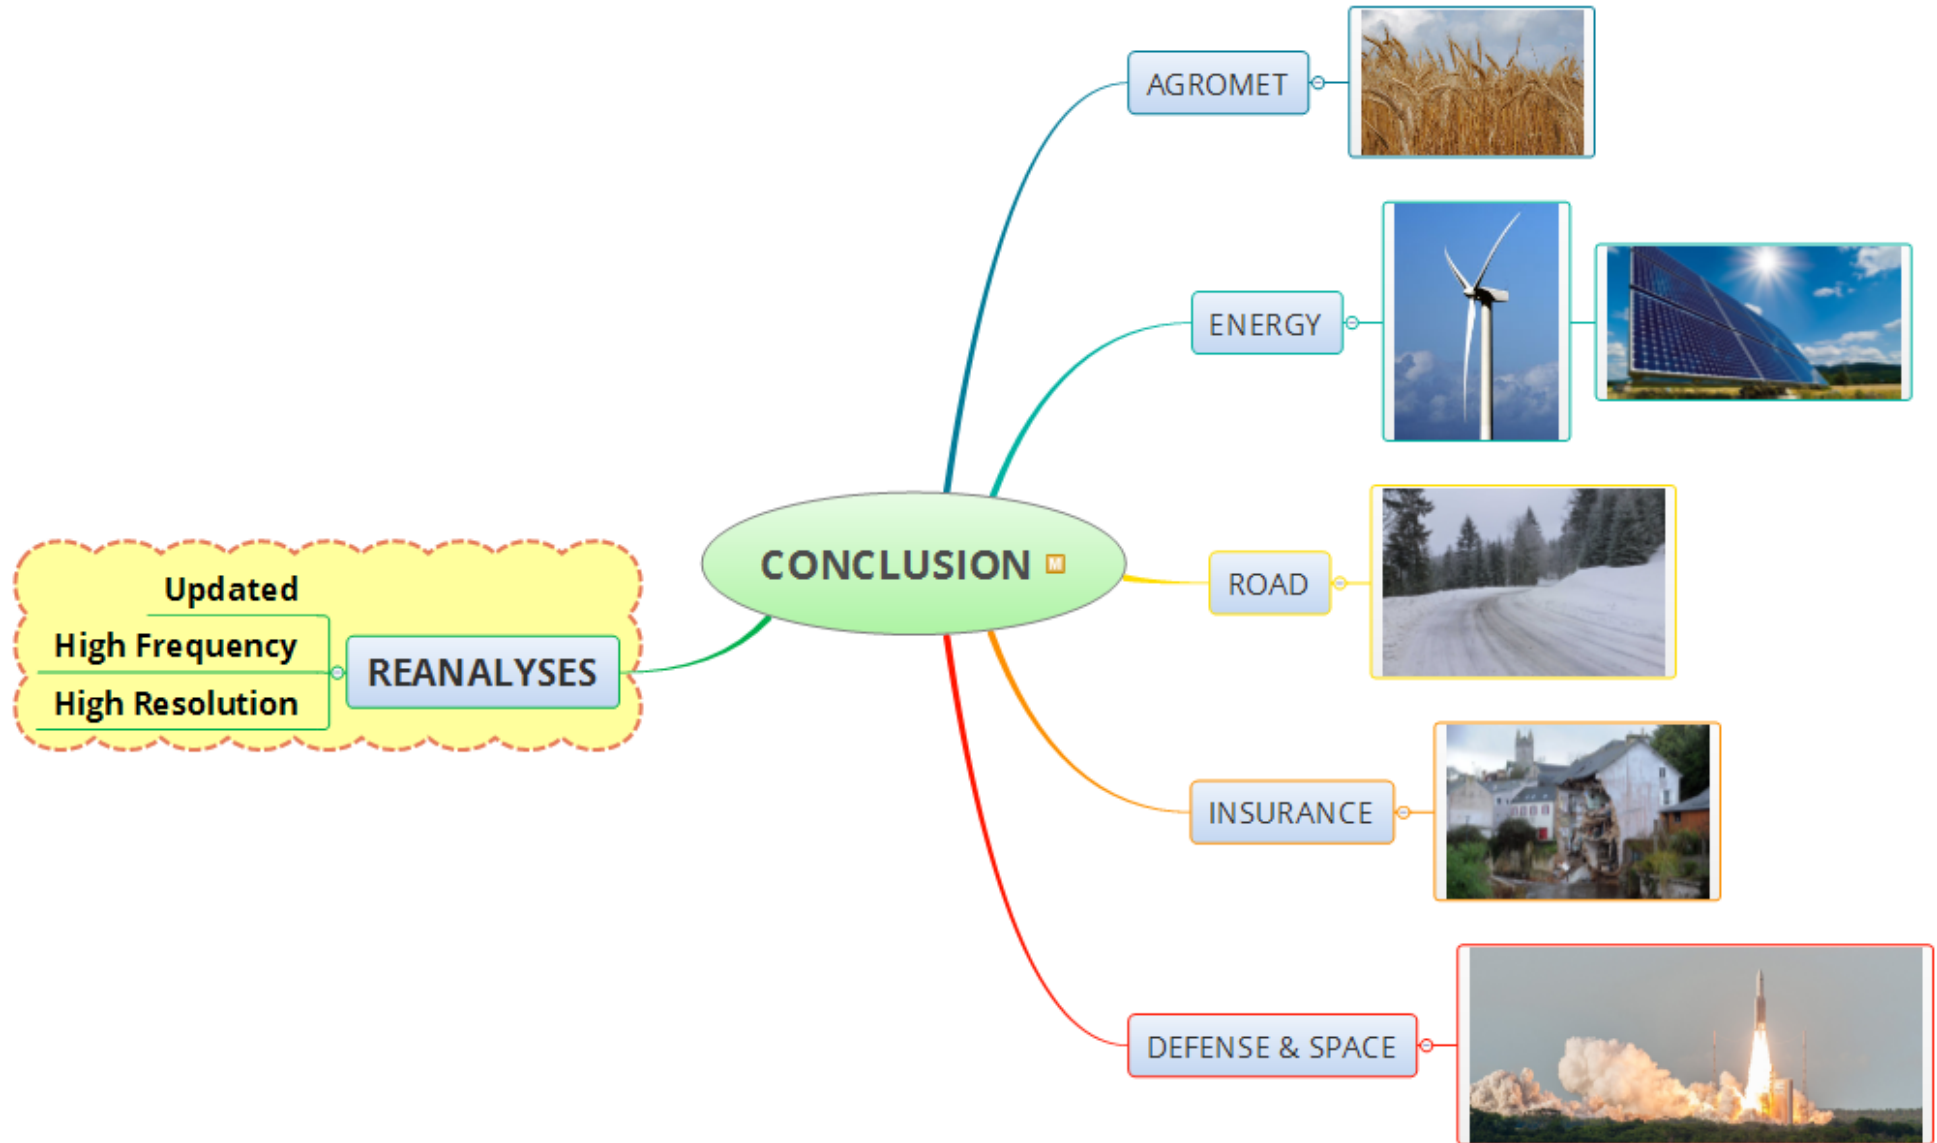 AGROMET
ENERGY
CONCLUSION M
ROAD
Updated
High Frequency
High Resolution
REANALYSES
INSURANCE
DEFENSE & SPACE